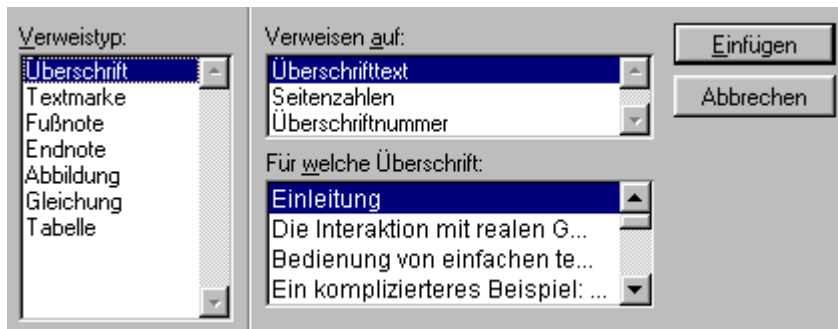 Verweistyp:
Überschrift
Textmarke
Fußnote
Endnote
Abbildung
Gleichung
Tabelle
Verweisen auf:
Überschrifttext
Seitenzahlen
Überschriftnummer
Für welche Überschrift:
Einleitung
Die Interaktion mit realen G...
Bedienung von einfachen te...
Ein komplizierteres Beispiel: ...
Einfügen
Abbrechen